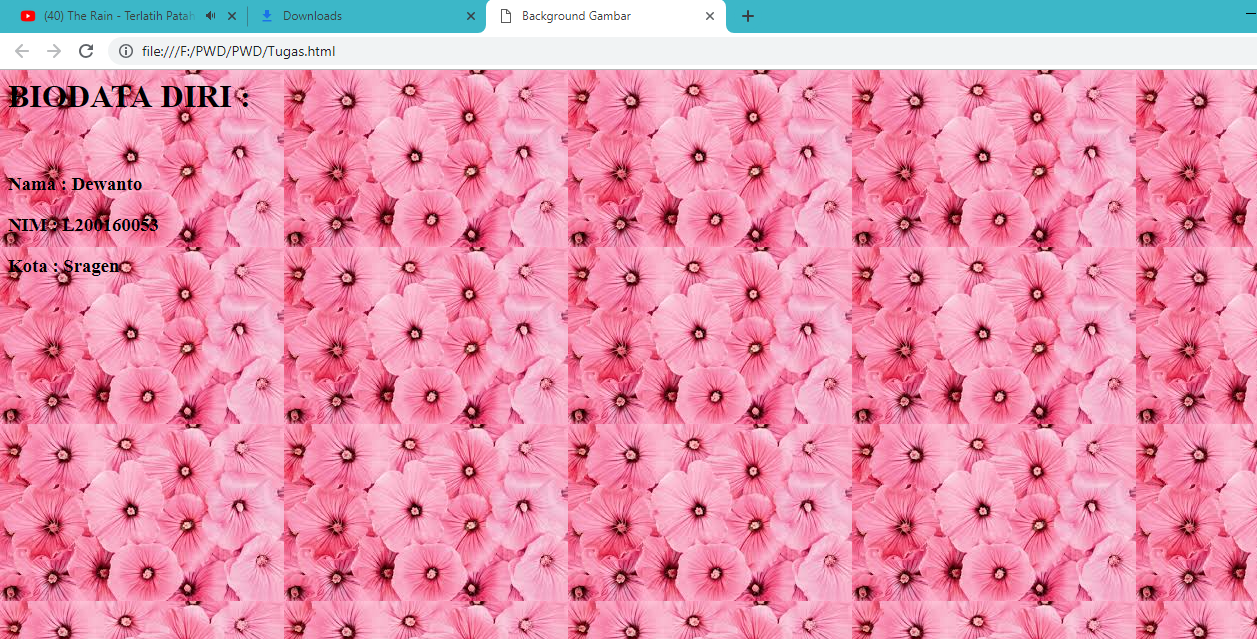 (40) The Rain - Terlatih Patah
Downloads
Background Gambar
file:///F:/PWD/PWD/Tugas.html
BIODATA DIRI :
Nama : Dewanto
NIM : L200160053
Kota : Sragen